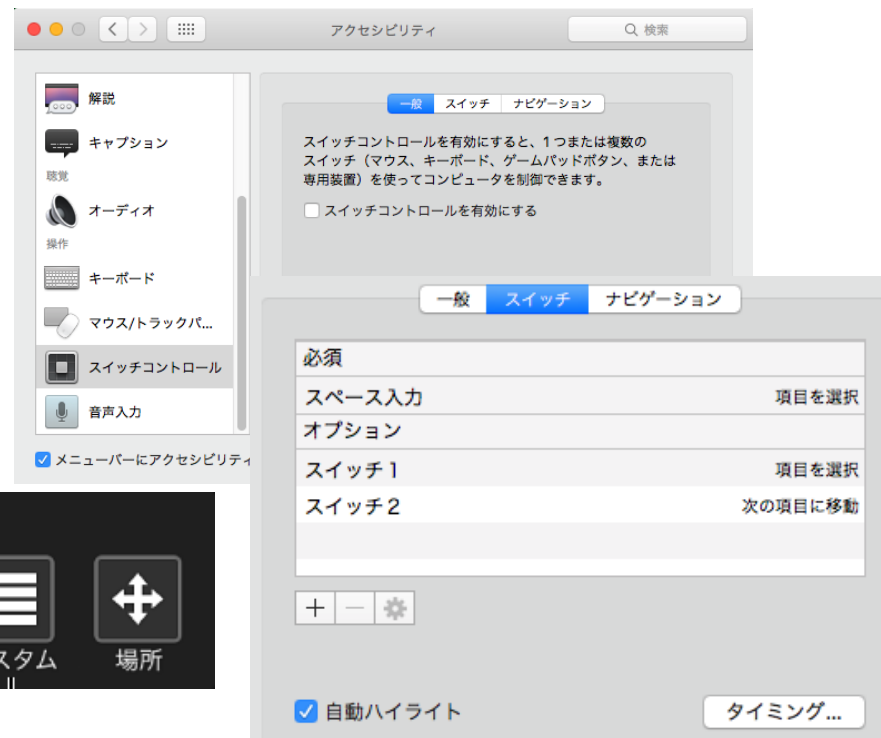 アクセシビリティ
検索
解説
キャプション
聴覚
オーディオ
操作
キーボード
マウス/トラックパ...
スイッチコントロール
音声入力
メニューバーにアクセシビリティ
一般 スイッチ ナビゲーション
スイッチコントロールを有効にすると、1つまたは複数の
スイッチ（マウス、キーボード、ゲームパッドボタン、または
専用装置）を使ってコンピュータを制御できます。
スイッチコントロールを有効にする
一般 スイッチ ナビゲーション
必須
スペース入力 項目を選択
オプション
スイッチ1 項目を選択
スイッチ2 次の項目に移動
自動ハイライト
タイミング...
スタム
場所